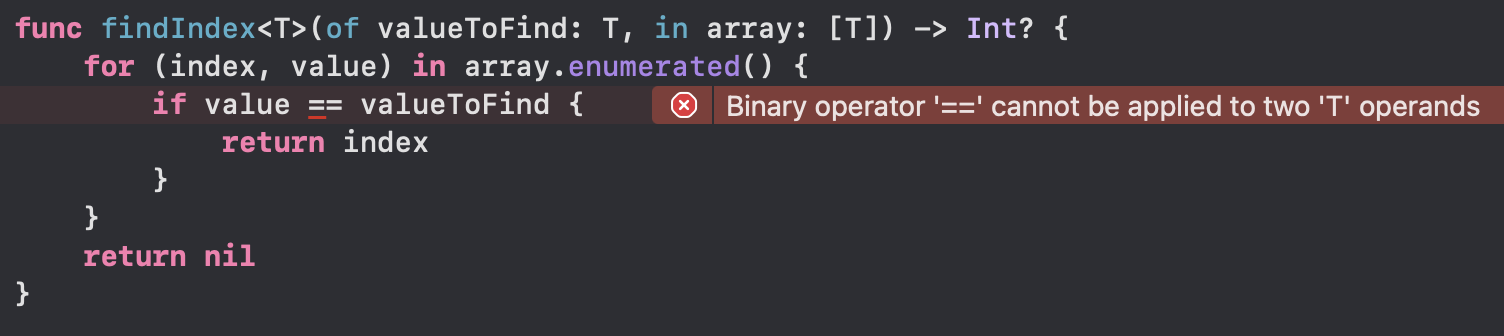 func findIndex<T>(of valueToFind: T, in array: [T]) -> Int? {
    for (index, value) in array.enumerated() {
        if value == valueToFind { Binary operator '==' cannot be applied to two 'T' operands
            return index
        }
    }
    return nil
}